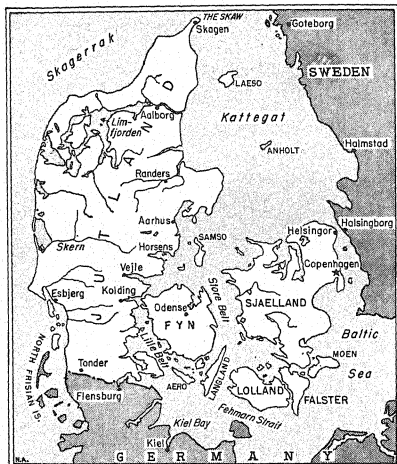 THE SKAW
Skagen
Goteborg
Skagerrak
SWEDEN
LAESO
Aalborg
Lim-
fjorden
Kattegat
ANHOLT
Halmstad
Randers
JUTLAND
Aarhus
Halsingborg
Helsingor
SAMSO
Skern
Horsens
Copenhagen
Vejle
Esbjerg
Kolding
Store Belt
SJAELLAND
Odense
FYN
Baltic
Sea
Lille Belt
MOEN
NORTH FRISIAN IS.
Tonder
AERO
LANGLAND
LOLLAND
FALSTER
Flensburg
Fehmarn Strait
Kiel Bay
Kiel
GERMANY
N.A.